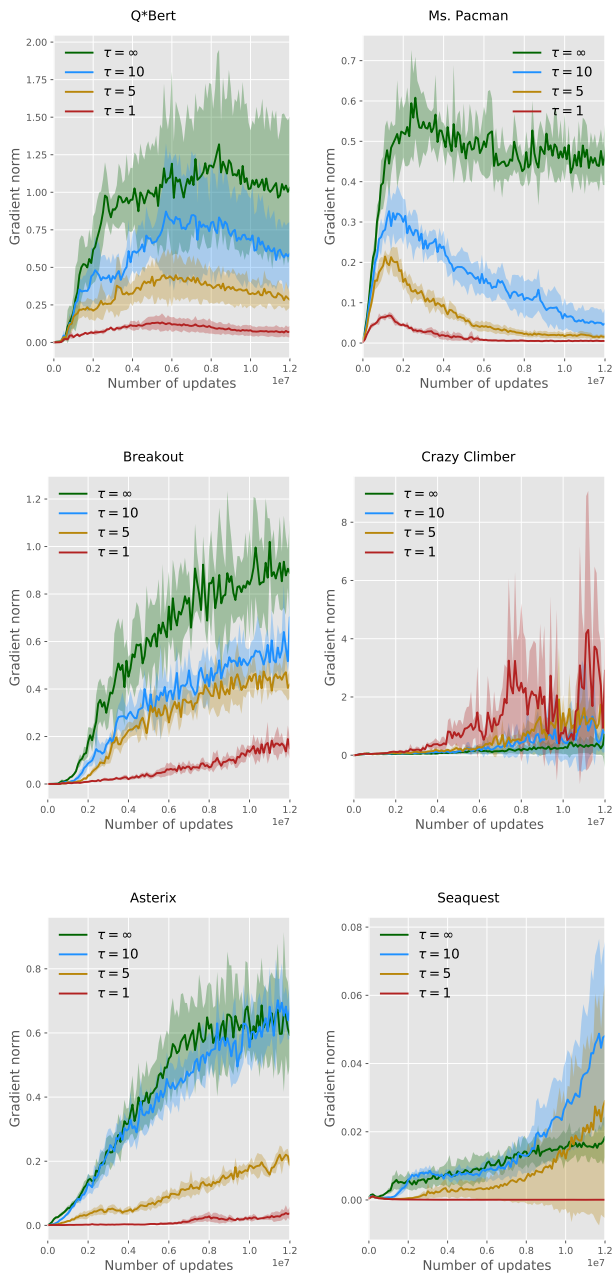 Q*Bert
2.00
1.75
1.50
1.25
1.00
0.75
0.50
0.25
0.00
Gradient norm
τ = ∞
τ = 10
τ = 5
τ = 1
0.0 0.2 0.4 0.6 0.8 1.0 1.2
1e7
Number of updates
Ms. Pacman
0.7
0.6
0.5
0.4
0.3
0.2
0.1
0.0
Gradient norm
τ = ∞
τ = 10
τ = 5
τ = 1
0.0 0.2 0.4 0.6 0.8 1.0 1.2
1e7
Number of updates
Breakout
1.2
1.0
0.8
0.6
0.4
0.2
0.0
Gradient norm
τ = ∞
τ = 10
τ = 5
τ = 1
0.0 0.2 0.4 0.6 0.8 1.0 1.2
1e7
Number of updates
Crazy Climber
8
6
4
2
0
Gradient norm
τ = ∞
τ = 10
τ = 5
τ = 1
0.0 0.2 0.4 0.6 0.8 1.0 1.2
1e7
Number of updates
Asterix
0.8
0.6
0.4
0.2
0.0
Gradient norm
τ = ∞
τ = 10
τ = 5
τ = 1
0.0 0.2 0.4 0.6 0.8 1.0 1.2
1e7
Number of updates
Seaquest
0.08
0.06
0.04
0.02
0.00
Gradient norm
τ = ∞
τ = 10
τ = 5
τ = 1
0.0 0.2 0.4 0.6 0.8 1.0 1.2
1e7
Number of updates